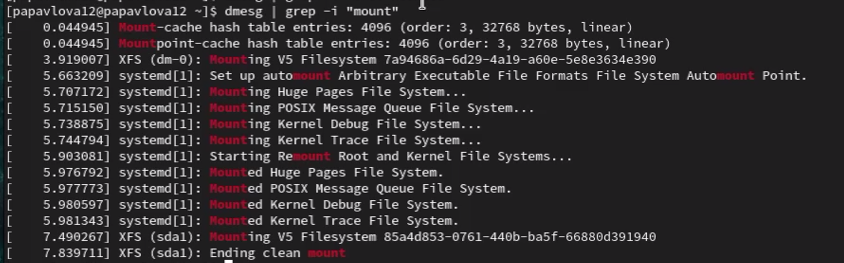 [papavlova12@papavlova12 ~]$ dmesg | grep -i "mount"
[    0.044945] Mount-cache hash table entries: 4096 (order: 3, 32768 bytes, linear)
[    0.044945] Mountpoint-cache hash table entries: 4096 (order: 3, 32768 bytes, linear)
[    3.919007] XFS (dm-0): Mounting V5 Filesystem 7a94686a-6d29-4a19-a60e-5e8e3634e390
[    5.663209] systemd[1]: Set up automount Arbitrary Executable File Formats File System Automount Point.
[    5.707172] systemd[1]: Mounting Huge Pages File System...
[    5.715150] systemd[1]: Mounting POSIX Message Queue File System...
[    5.738875] systemd[1]: Mounting Kernel Debug File System...
[    5.744794] systemd[1]: Mounting Kernel Trace File System...
[    5.903081] systemd[1]: Starting Remount Root and Kernel File Systems...
[    5.976792] systemd[1]: Mounted Huge Pages File System.
[    5.977773] systemd[1]: Mounted POSIX Message Queue File System.
[    5.980597] systemd[1]: Mounted Kernel Debug File System.
[    5.981343] systemd[1]: Mounted Kernel Trace File System.
[    7.490267] XFS (sda1): Mounting V5 Filesystem 85a4d853-0761-440b-ba5f-66880d391940
[    7.839711] XFS (sda1): Ending clean mount